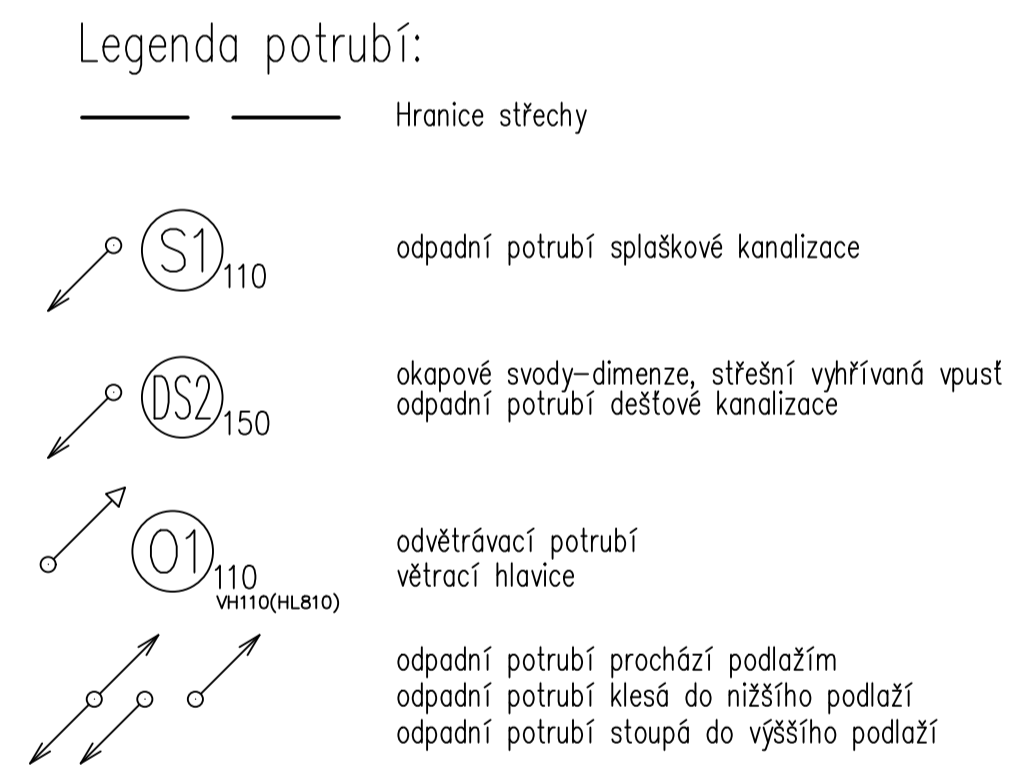 Legenda potrubí:
Hranice střechy
S1
110
odpadní potrubí splaškové kanalizace
DS2
150
okapové svody-dimenze, střešní vyhřívaná vpusť
odpadní potrubí dešťové kanalizace
O1
110
VH110(HL810)
odvětrávací potrubí
větrací hlavice
odpadní potrubí prochází podlažím
odpadní potrubí klesá do nižšího podlaží
odpadní potrubí stoupá do výššího podlaží